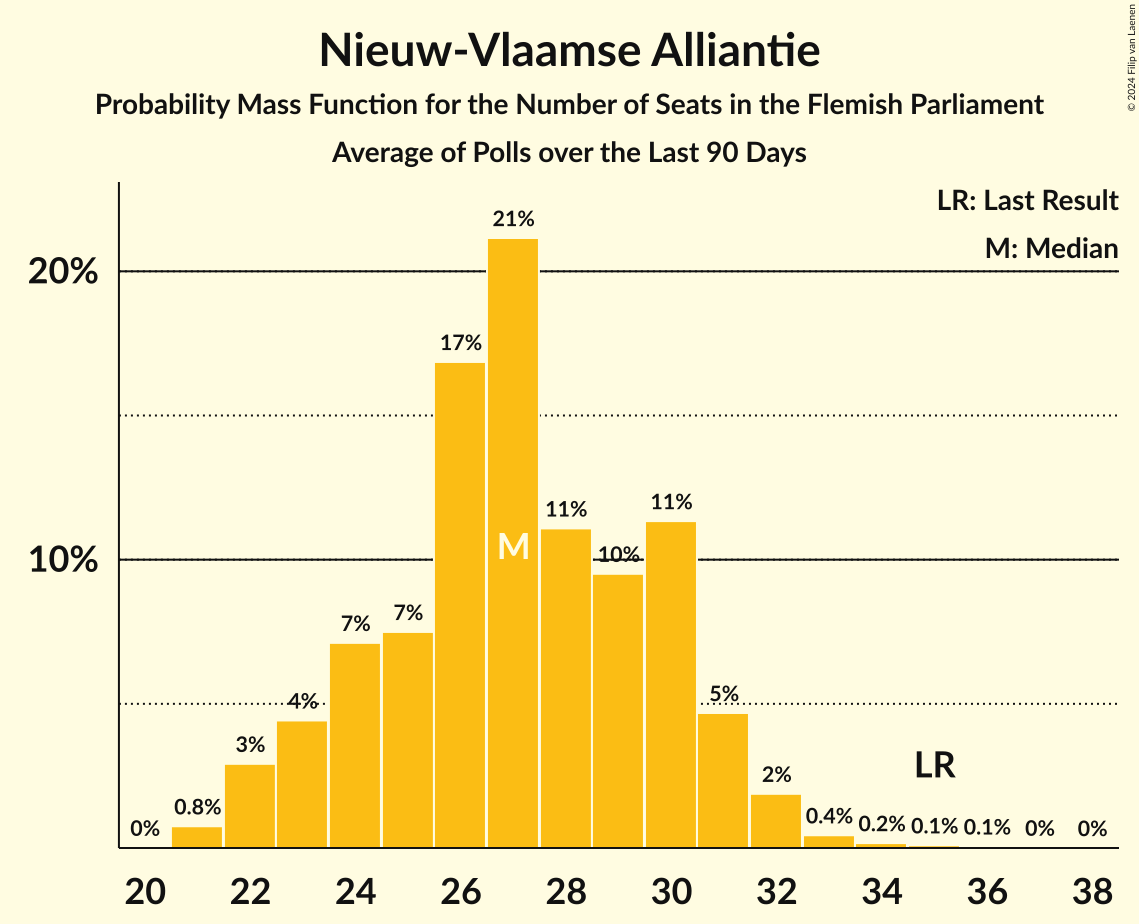 © 2024 Filip van Laenen
Nieuw-Vlaamse Alliantie
Probability Mass Function for the Number of Seats in the Flemish Parliament
Average of Polls over the Last 90 Days
LR: Last Result
M: Median
20%
10%
0%
0.8%
3%
4%
7%
7%
17%
21%
11%
10%
11%
5%
2%
0.4%
0.2%
0.1%
0.1%
0%
0%
M
LR
20 22 24 26 28 30 32 34 36 38